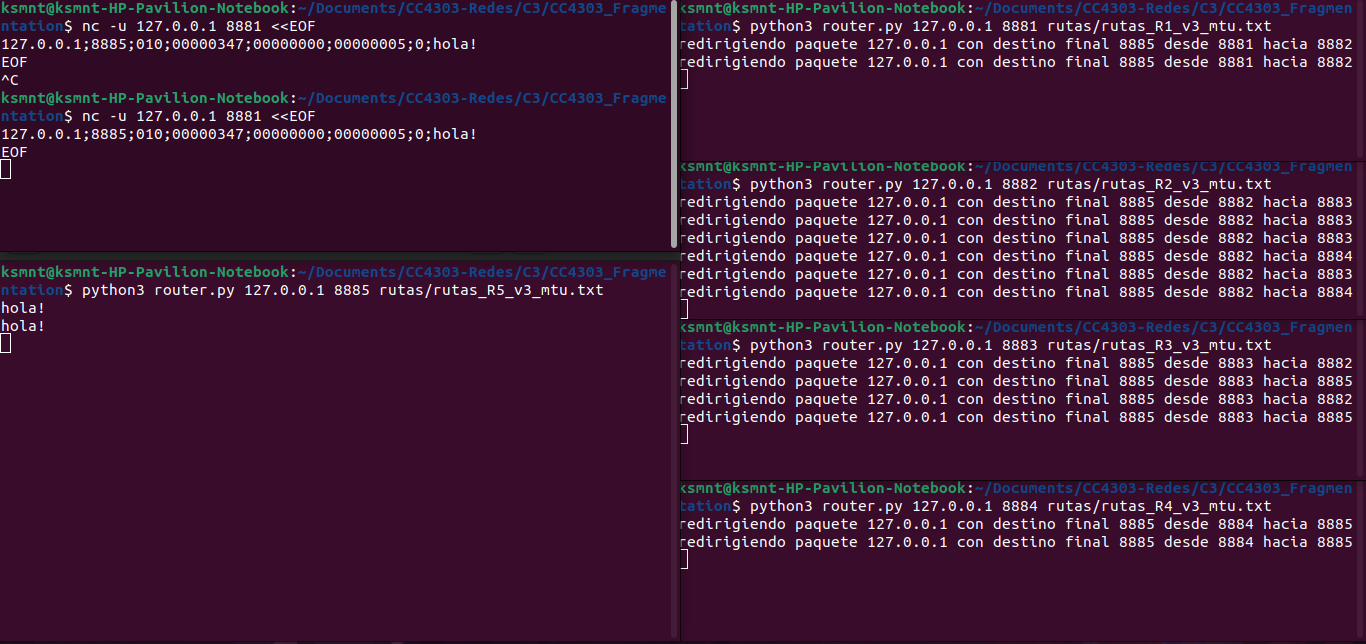 ksmnt@ksmnt-HP-Pavilion-Notebook:~/Documents/CC4303-Redes/C3/CC4303_Fragme
ntation$ nc -u 127.0.0.1 8881 <<EOF
127.0.0.1;8885;010;00000347;00000000;00000005;0;hola!
EOF
^C
ksmnt@ksmnt-HP-Pavilion-Notebook:~/Documents/CC4303-Redes/C3/CC4303_Fragme
ntation$ nc -u 127.0.0.1 8881 <<EOF
127.0.0.1;8885;010;00000347;00000000;00000005;0;hola!
EOF
ksmnt@ksmnt-HP-Pavilion-Notebook:~/Documents/CC4303-Redes/C3/CC4303_Fragme
ntation$ python3 router.py 127.0.0.1 8885 rutas/rutas_R5_v3_mtu.txt
hola!
hola!
ksmnt@ksmnt-HP-Pavilion-Notebook:~/Documents/CC4303-Redes/C3/CC4303_Fragmen
tation$ python3 router.py 127.0.0.1 8881 rutas/rutas_R1_v3_mtu.txt
redirigiendo paquete 127.0.0.1 con destino final 8885 desde 8881 hacia 8882
redirigiendo paquete 127.0.0.1 con destino final 8885 desde 8881 hacia 8882
ksmnt@ksmnt-HP-Pavilion-Notebook:~/Documents/CC4303-Redes/C3/CC4303_Fragmen
tation$ python3 router.py 127.0.0.1 8882 rutas/rutas_R2_v3_mtu.txt
redirigiendo paquete 127.0.0.1 con destino final 8885 desde 8882 hacia 8883
redirigiendo paquete 127.0.0.1 con destino final 8885 desde 8882 hacia 8883
redirigiendo paquete 127.0.0.1 con destino final 8885 desde 8882 hacia 8883
redirigiendo paquete 127.0.0.1 con destino final 8885 desde 8882 hacia 8884
redirigiendo paquete 127.0.0.1 con destino final 8885 desde 8882 hacia 8883
redirigiendo paquete 127.0.0.1 con destino final 8885 desde 8882 hacia 8884
ksmnt@ksmnt-HP-Pavilion-Notebook:~/Documents/CC4303-Redes/C3/CC4303_Fragmen
tation$ python3 router.py 127.0.0.1 8883 rutas/rutas_R3_v3_mtu.txt
redirigiendo paquete 127.0.0.1 con destino final 8885 desde 8883 hacia 8882
redirigiendo paquete 127.0.0.1 con destino final 8885 desde 8883 hacia 8885
redirigiendo paquete 127.0.0.1 con destino final 8885 desde 8883 hacia 8882
redirigiendo paquete 127.0.0.1 con destino final 8885 desde 8883 hacia 8885
ksmnt@ksmnt-HP-Pavilion-Notebook:~/Documents/CC4303-Redes/C3/CC4303_Fragmen
tation$ python3 router.py 127.0.0.1 8884 rutas/rutas_R4_v3_mtu.txt
redirigiendo paquete 127.0.0.1 con destino final 8885 desde 8884 hacia 8885
redirigiendo paquete 127.0.0.1 con destino final 8885 desde 8884 hacia 8885